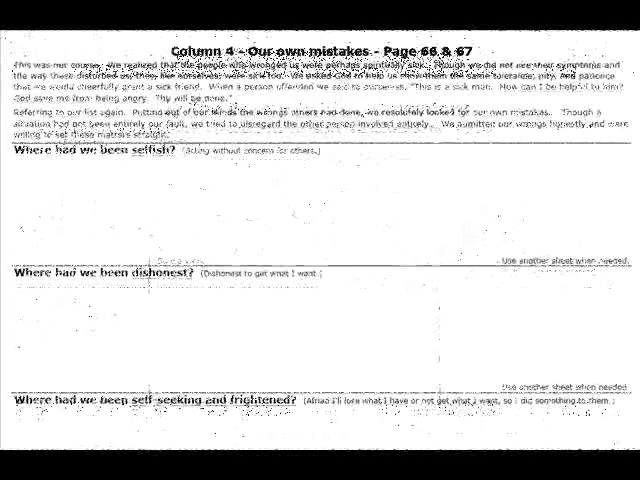 Column 4 - Our own mistakes - Page 66 & 67
This was our course: We realized that the people who wronged us were perhaps spiritually sick. Though we did not like their symptoms and
the way these disturbed us, they, like ourselves, were sick too. We asked God to help us show them the same tolerance, pity, and patience
that we would cheerfully grant a sick friend. When a person offended we said to ourselves, "This is a sick man. How can I be helpful to him?
God save me from being angry. Thy will be done."
Referring to our list again. Putting out of our minds the wrongs others had done, we resolutely looked for our own mistakes. Though a
situation had not been entirely our fault, we tried to disregard the other person involved entirely. We admitted our wrongs honestly and were
willing to set these matters straight.
Where had we been selfish? (Acting without concern for others.)
Use another sheet when needed.
Where had we been dishonest? (Dishonest to get what I want.)
Use another sheet when needed
Where had we been self-seeking and frightened? (Afraid I'll lose what I have or not get what I want, so I did something to them.)